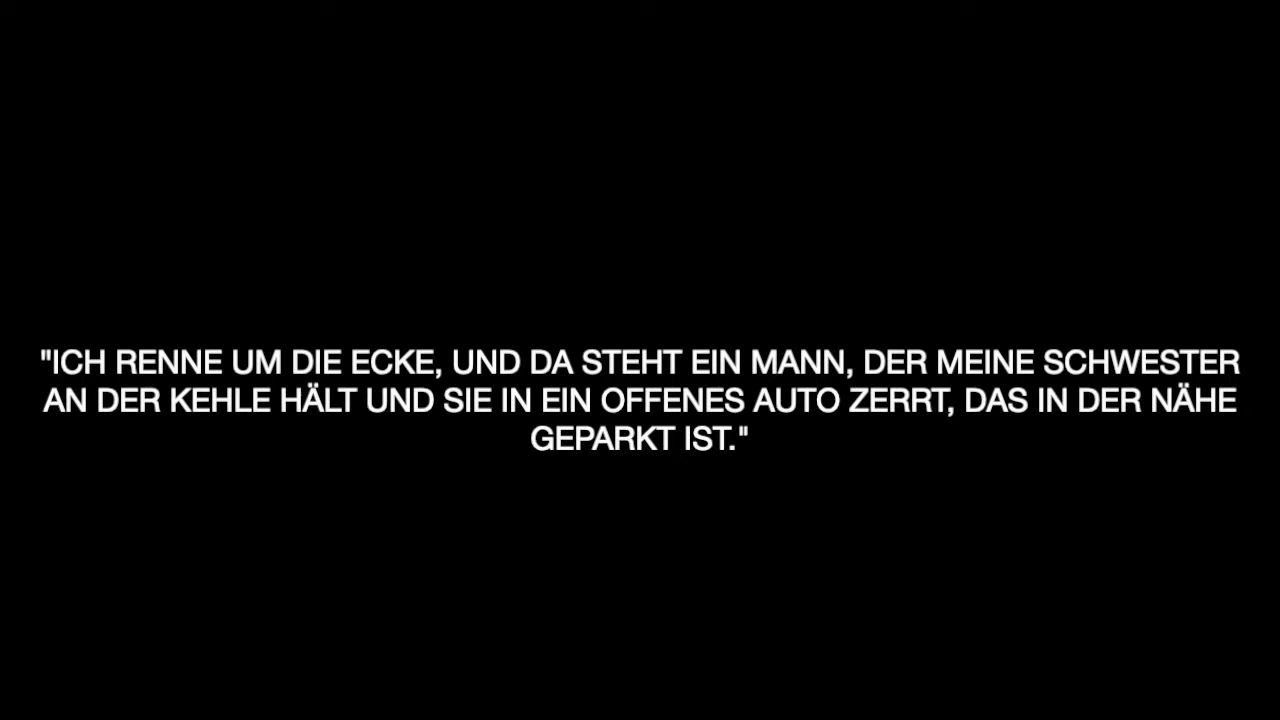 "ICH RENNE UM DIE ECKE, UND DA STEHT EIN MANN, DER MEINE SCHWESTER
AN DER KEHLE HÄLT UND SIE IN EIN OFFENES AUTO ZERRT, DAS IN DER NÄHE
GEPARKT IST."